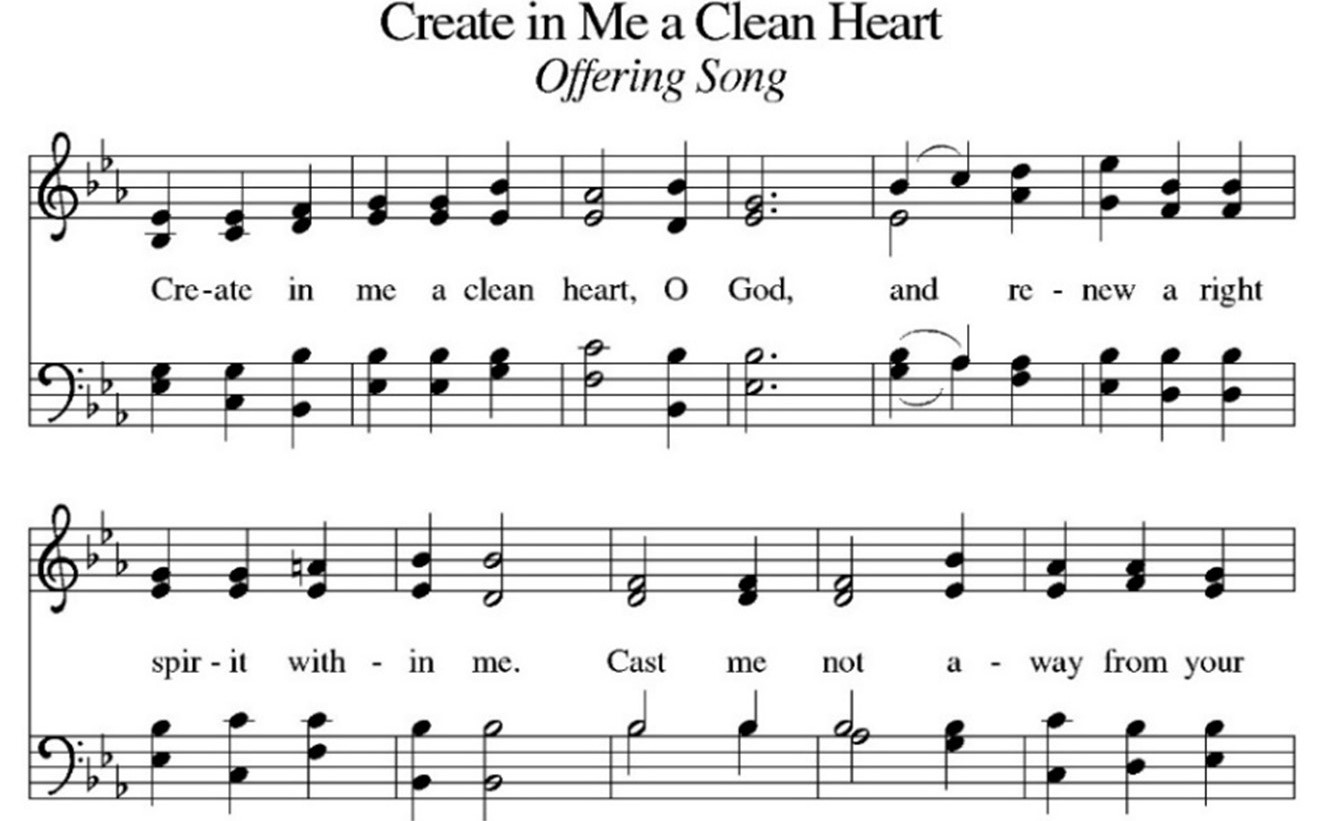 Create in Me a Clean Heart
Offering Song
Cre-ate in me a clean heart, O God, and re - new a right
spir - it with - in me. Cast me not a - way from your